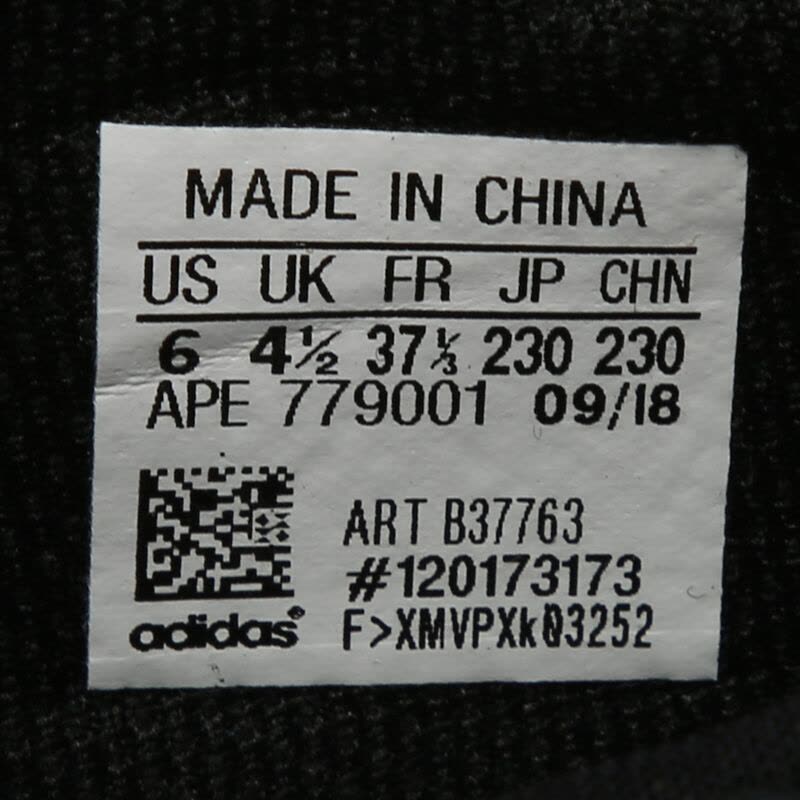 MADE IN CHINA
US UK FR JP CHN
6 4½ 37⅓ 230 230
APE 779001 09/18
ART B37763
#120173173
adidas® F>XMVPXk03252